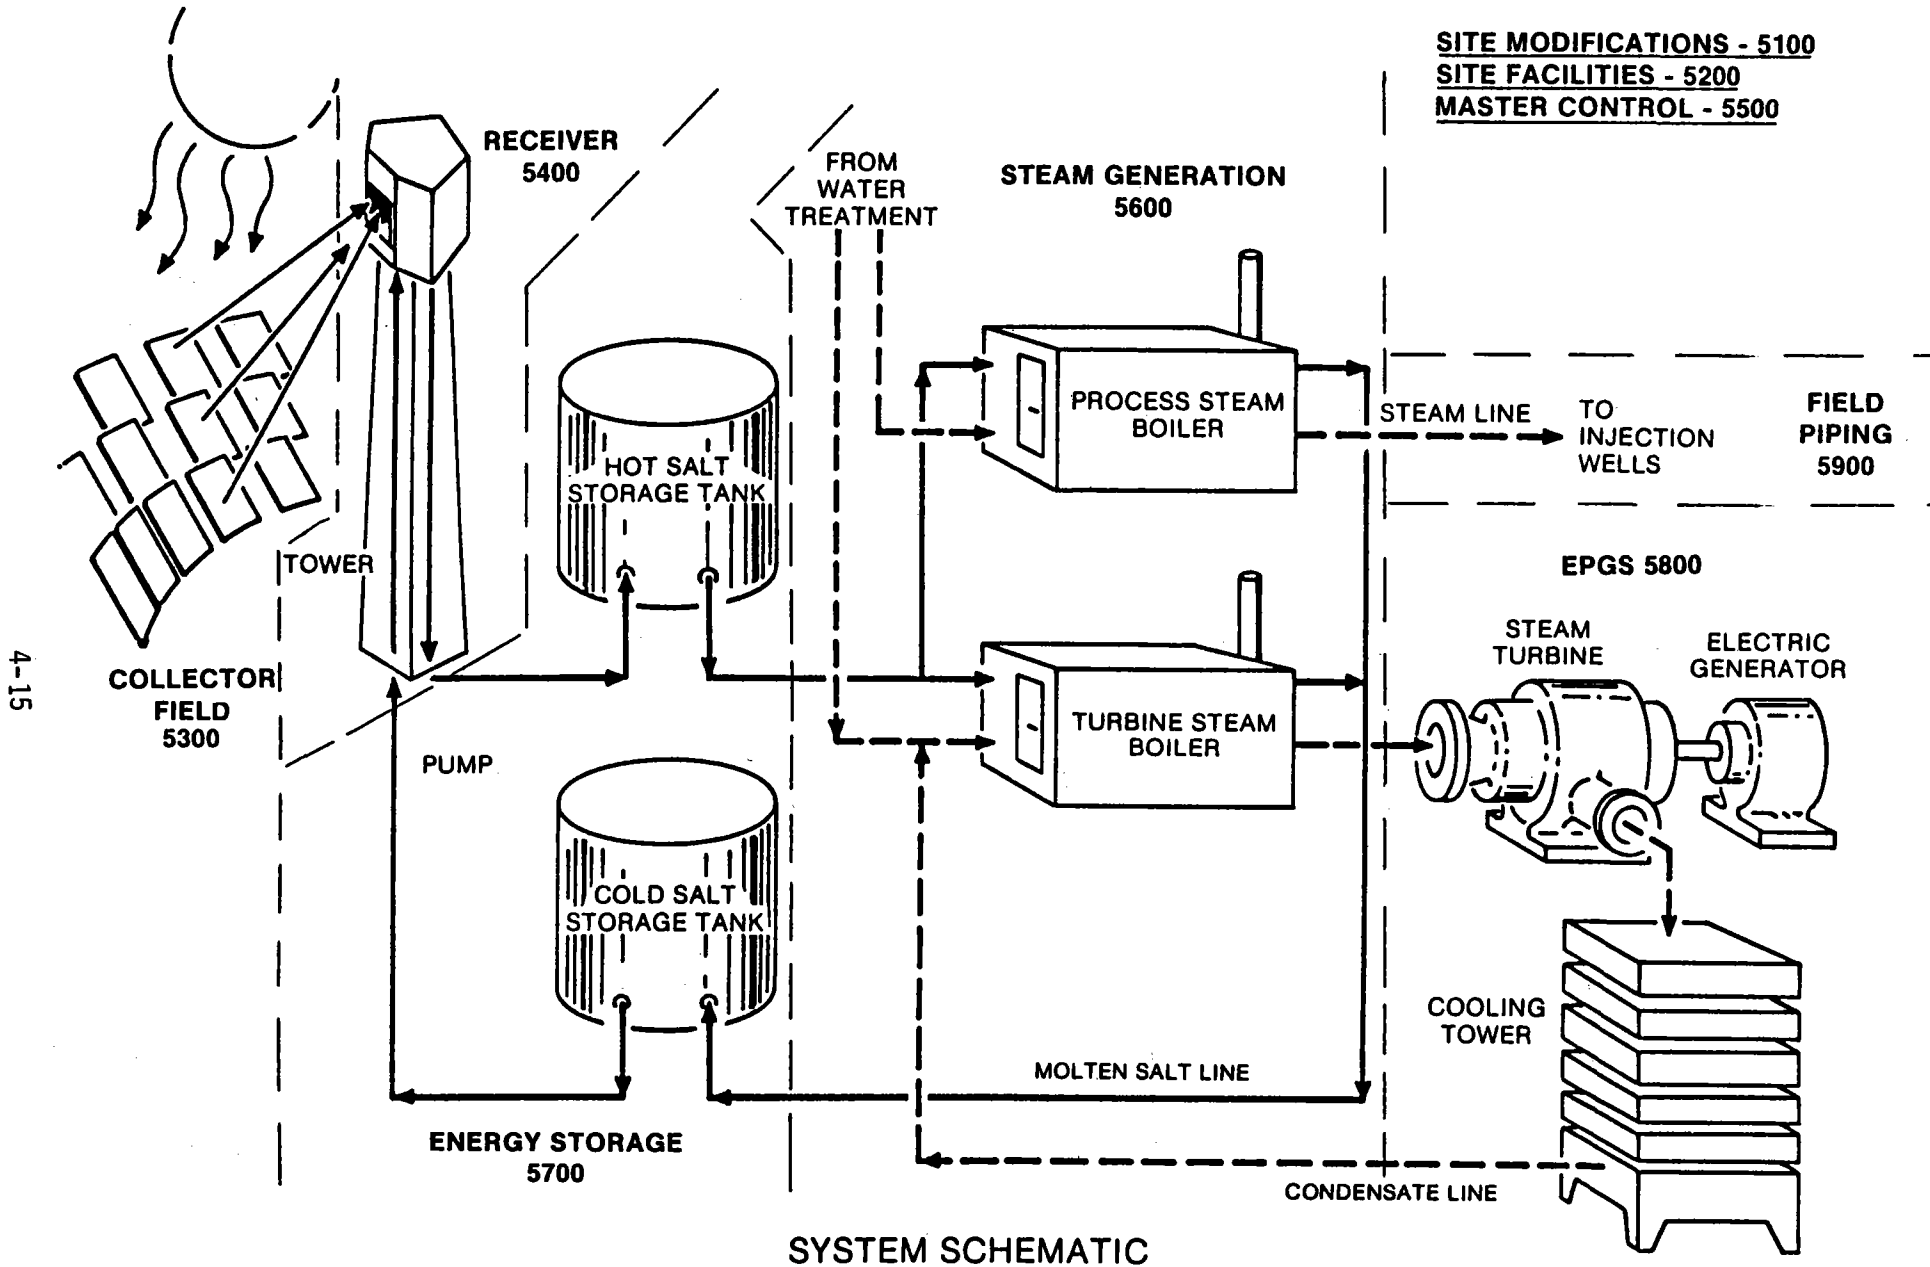 SITE MODIFICATIONS - 5100
SITE FACILITIES - 5200
MASTER CONTROL - 5500
RECEIVER
5400
FROM
WATER
TREATMENT
STEAM GENERATION
5600
PROCESS STEAM
BOILER
STEAM LINE
TO
INJECTION
WELLS
FIELD
PIPING
5900
HOT SALT
STORAGE TANK
TOWER
EPGS 5800
STEAM
TURBINE
ELECTRIC
GENERATOR
4-15
COLLECTOR
FIELD
5300
PUMP
TURBINE STEAM
BOILER
COLD SALT
STORAGE TANK
COOLING
TOWER
MOLTEN SALT LINE
ENERGY STORAGE
5700
CONDENSATE LINE
SYSTEM SCHEMATIC